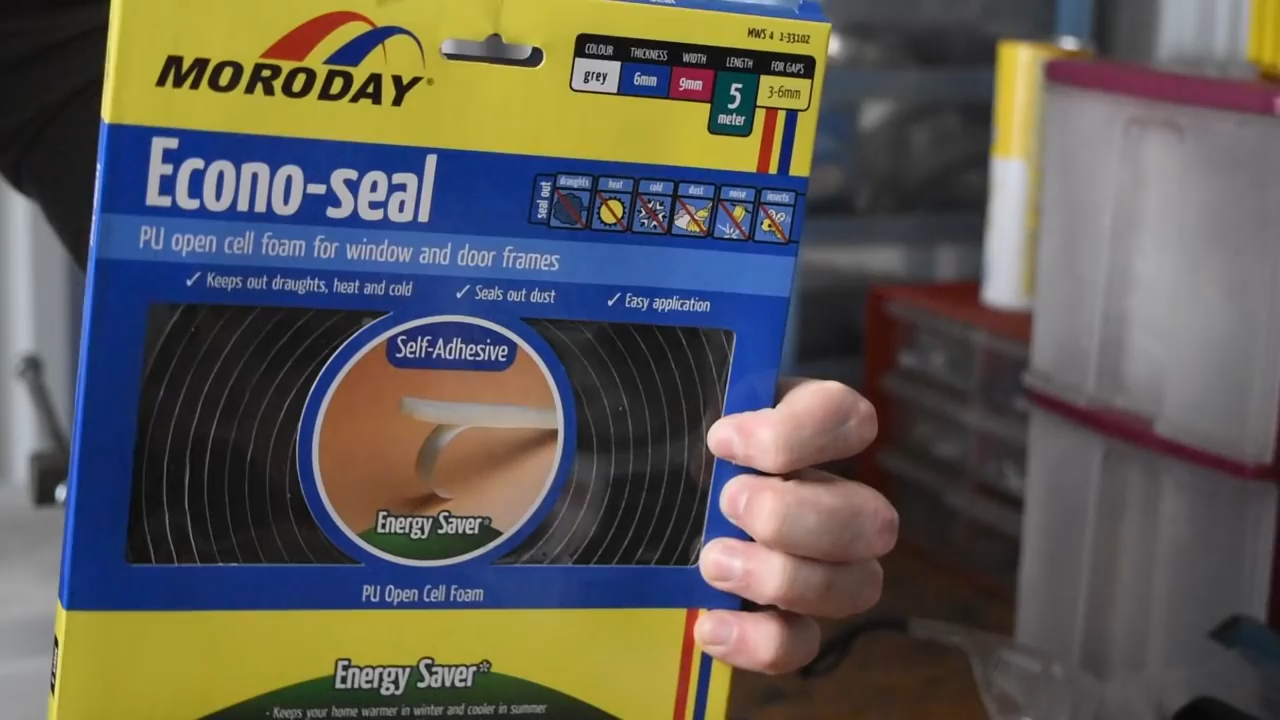 MWS 4 1-33102
MORODAY®
COLOUR THICKNESS WIDTH LENGTH FOR GAPS
grey 6mm 9mm 5 meter 3-6mm
Econo-seal
seal out draughts heat cold dust noise insects
PU open cell foam for window and door frames
✓ Keeps out draughts, heat and cold ✓ Seals out dust ✓ Easy application
Self-Adhesive
Energy Saver*
PU Open Cell Foam
Energy Saver*
• Keeps your home warmer in winter and cooler in summer